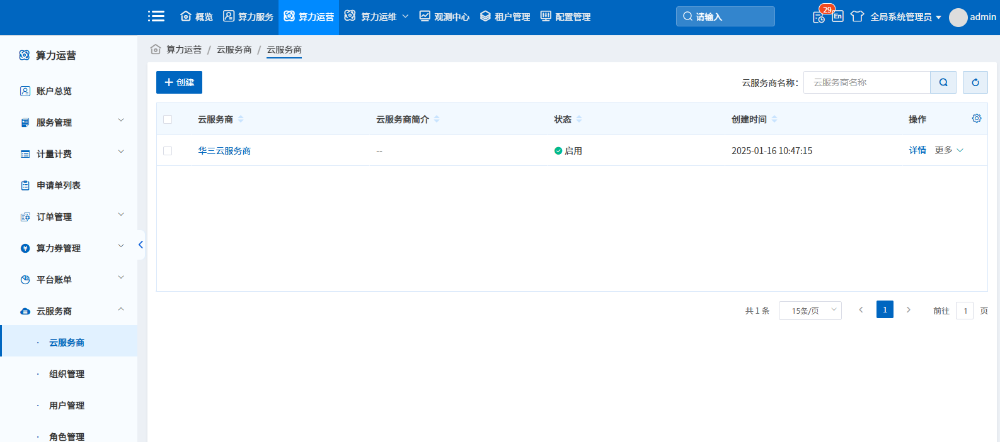 概览 算力服务 算力运营 算力运维 观测中心 租户管理 配置管理 请输入 29 En 全局系统管理员 admin
算力运营
账户总览
服务管理
计量计费
申请单列表
订单管理
算力券管理
平台账单
云服务商
· 云服务商
· 组织管理
· 用户管理
· 角色管理
算力运营 / 云服务商 / 云服务商
创建 云服务商名称: 云服务商名称
云服务商 云服务商简介 状态 创建时间 操作
华三云服务商 -- 启用 2025-01-16 10:47:15 详情 更多
共 1 条 15条/页 1 前往 1 页